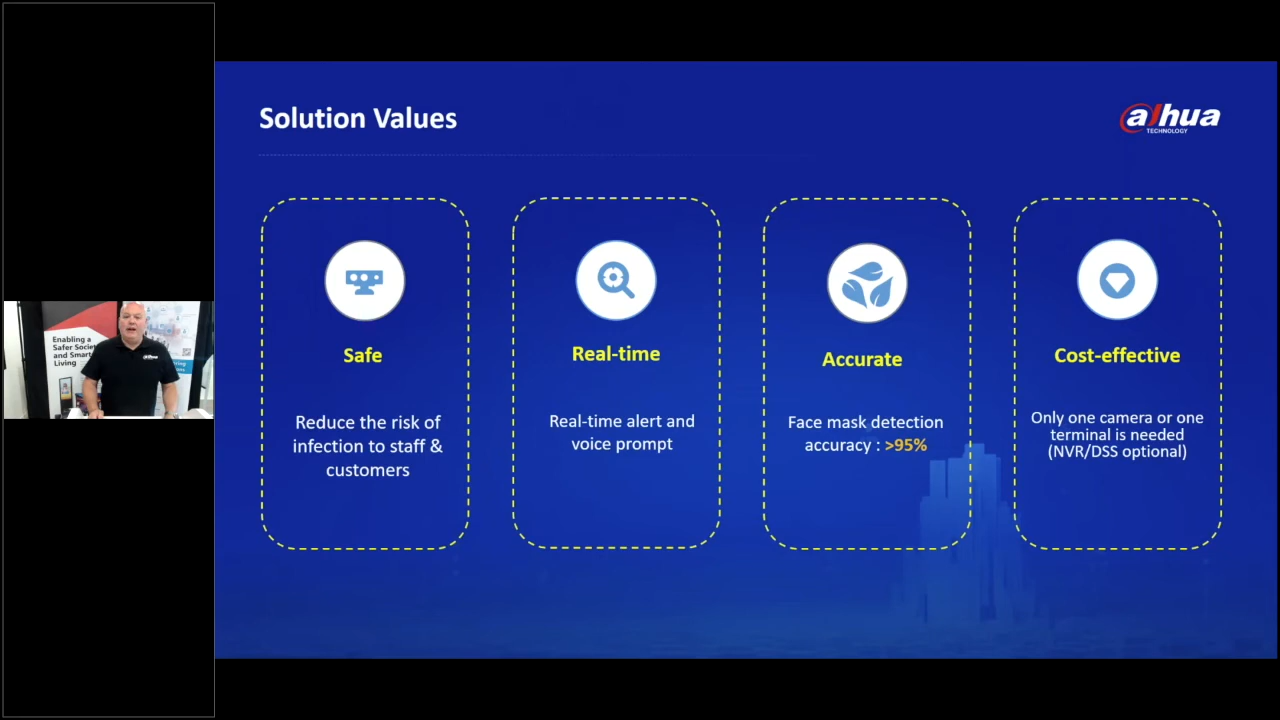 Solution Values
alhua
TECHNOLOGY
Safe
Reduce the risk of
infection to staff &
customers
Real-time
Real-time alert and
voice prompt
Accurate
Face mask detection
accuracy : >95%
Cost-effective
Only one camera or one
terminal is needed
(NVR/DSS optional)
Enabling a
Safer
and Smart
Living